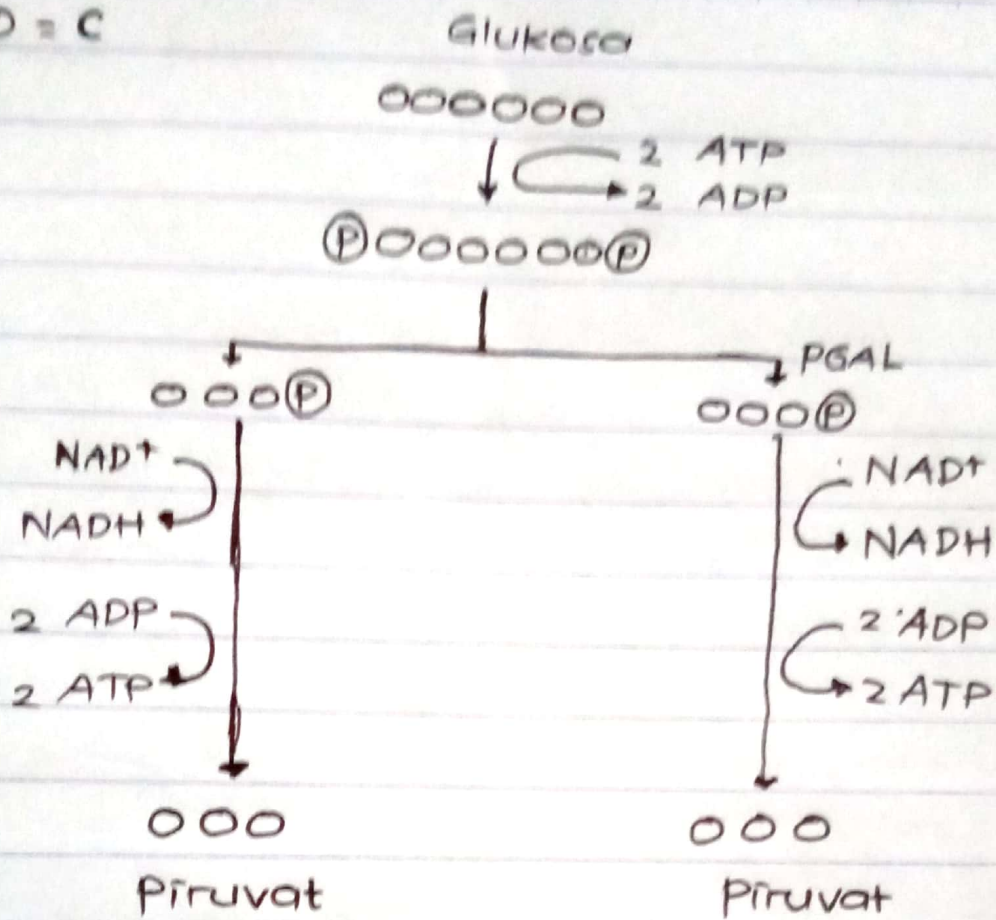 O = C
Glukosa
OOOOOO
2 ATP
2 ADP
POOOOOOP
PGAL
OOOP
OOOP
NAD+
NAD+
NADH
NADH
2 ADP
2 ADP
2 ATP
2 ATP
OOO
OOO
Piruvat
Piruvat